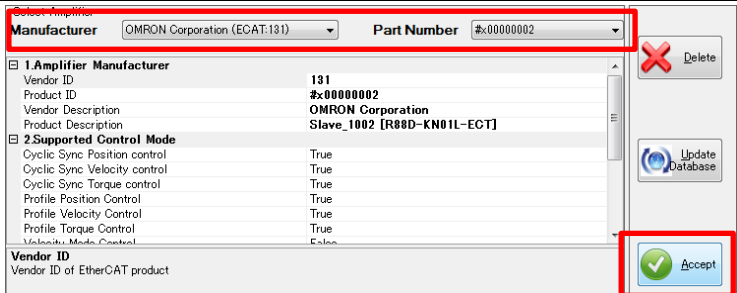 Select Amplifier
Manufacturer OMRON Corporation (ECAT:131) Part Number #x00000002
1.Amplifier Manufacturer
Vendor ID 131
Product ID #x00000002
Vendor Description OMRON Corporation
Product Description Slave_1002 [R88D-KN01L-ECT]
2.Supported Control Mode
Cyclic Sync Position control True
Cyclic Sync Velocity control True
Cyclic Sync Torque control True
Profile Position Control True
Profile Velocity Control True
Profile Torque Control True
Velocity Mode Control False
Vendor ID
Vendor ID of EtherCAT product
Delete
Update
Database
Accept